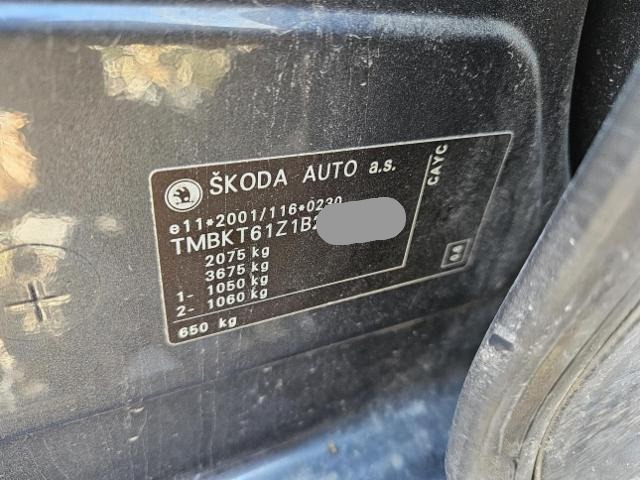 ŠKODA AUTO a.s.
e11*2001/116*0230
TMBKT61Z1B2
2075 kg
3675 kg
1- 1050 kg
2- 1060 kg
650 kg
CAYC